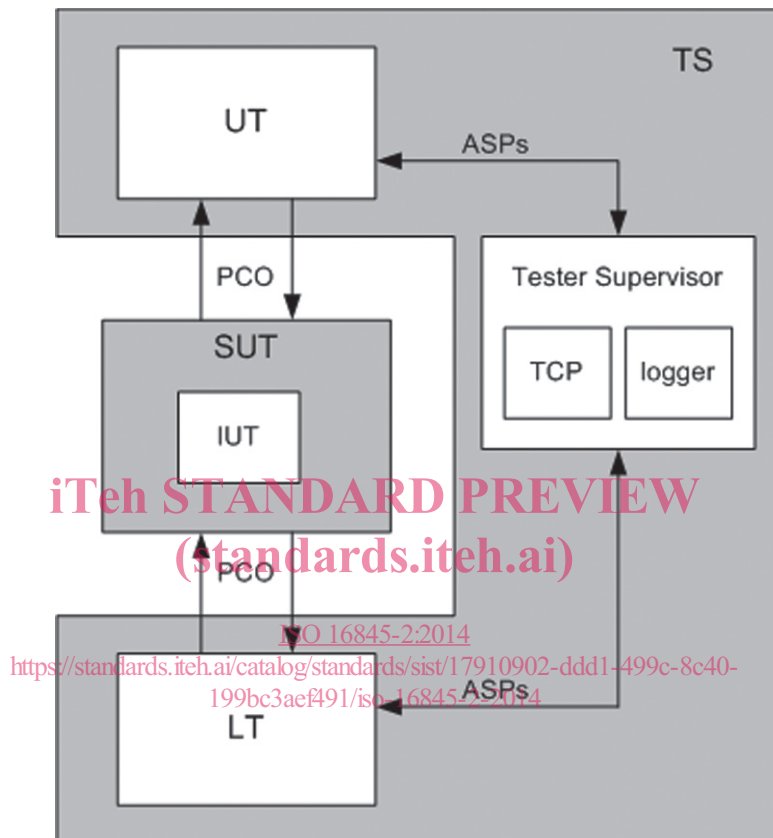 TS
UT
ASPs
PCO
Tester Supervisor
SUT
TCP
logger
IUT
iTeh STANDARD PREVIEW
(standards.iteh.ai)
PCO
ISO 16845-2:2014
https://standards.iteh.ai/catalog/standards/sist/17910902-ddd1-499c-8c40-
199bc3aef491/iso-16845-2-2014
ASPs
LT